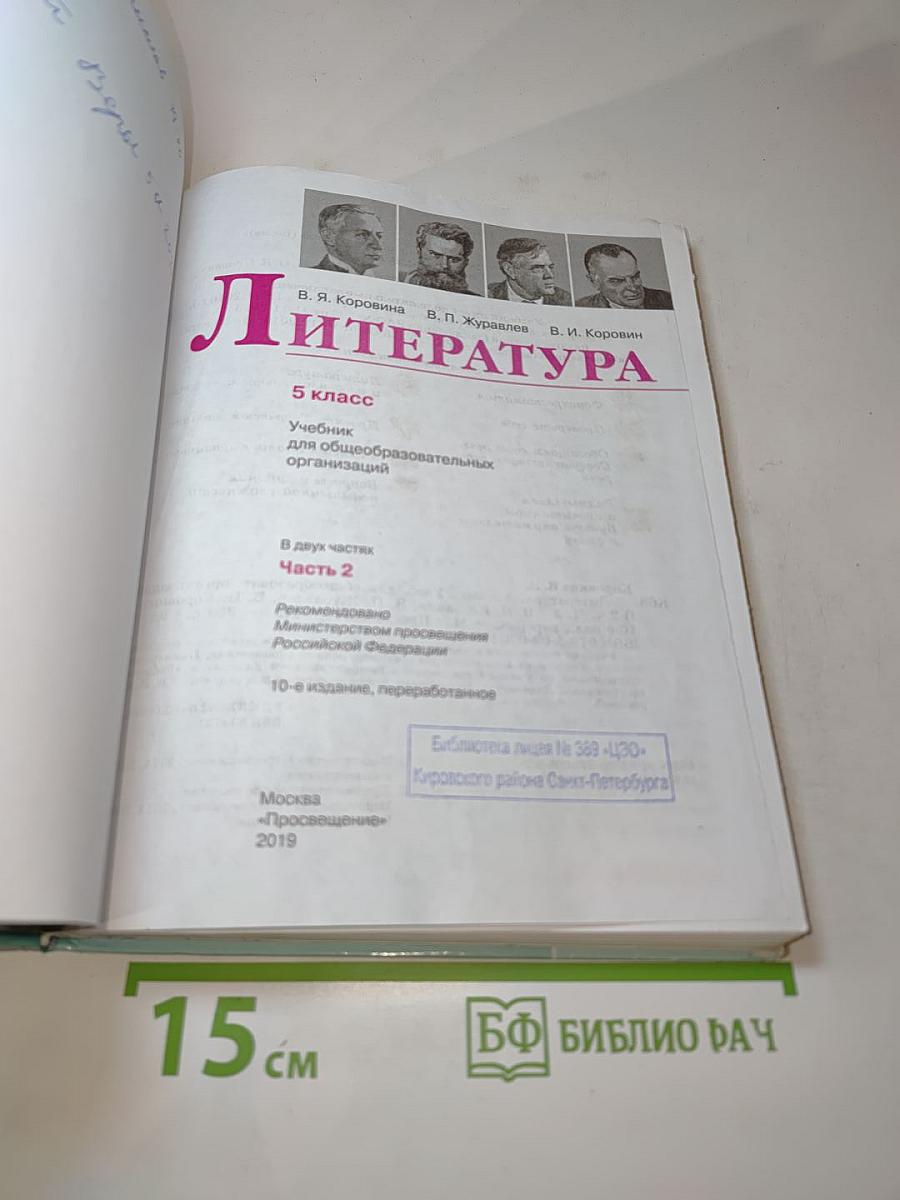 В. Я. Коровина В. П. Журавлев В. И. Коровин
ЛИТЕРАТУРА
5 класс
Учебник
для общеобразовательных
организаций
В двух частях
Часть 2
Рекомендовано
Министерством просвещения
Российской Федерации
10-е издание, переработанное
Библиотека лицея № 389 «ЦЭО»
Кировского района Санкт-Петербурга
Москва
«Просвещение»
2019
15 см
БФ БИБЛИО РАЧ